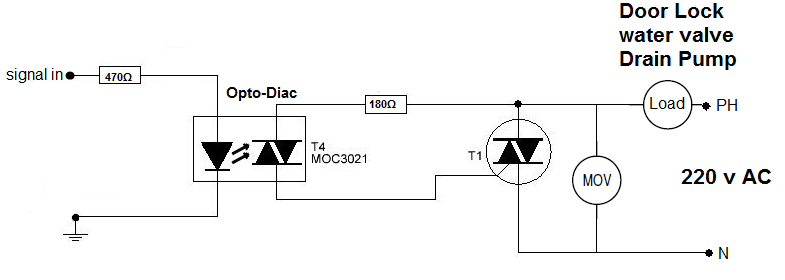 Door Lock
water valve
Drain Pump
signal in
470Ω
Opto-Diac
180Ω
Load
PH
T4
MOC3021
T1
MOV
220 v AC
N